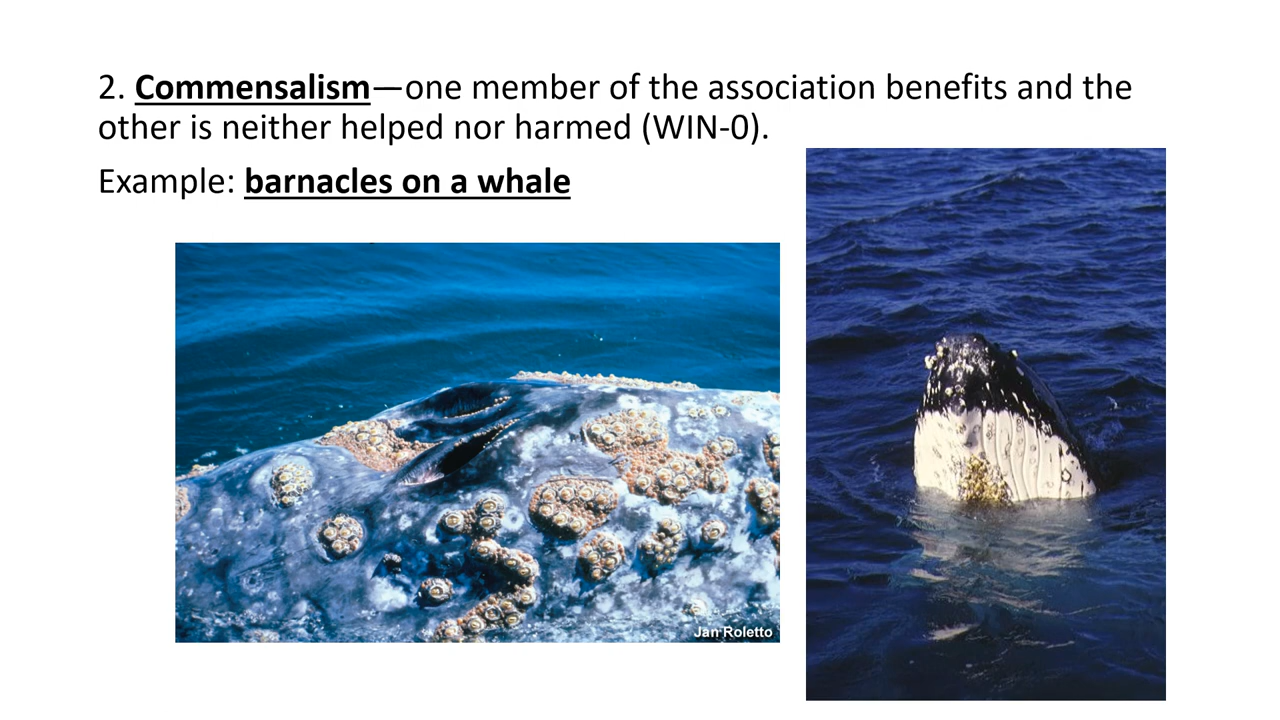 2. Commensalism—one member of the association benefits and the
other is neither helped nor harmed (WIN-0).
Example: barnacles on a whale
Jan Roletto